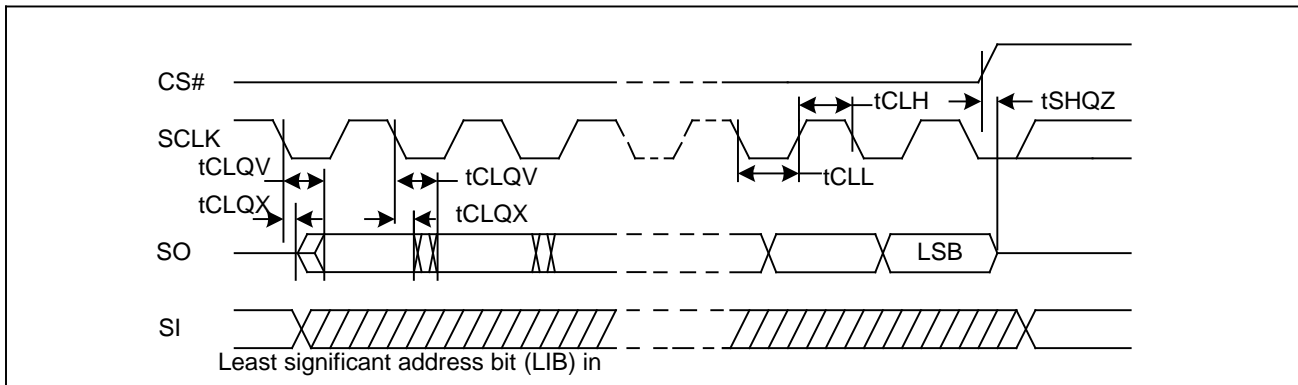 CS#
tCLH
tSHQZ
SCLK
tCLQV
tCLQV
tCLL
tCLQX
tCLQX
SO
LSB
SI
Least significant address bit (LIB) in